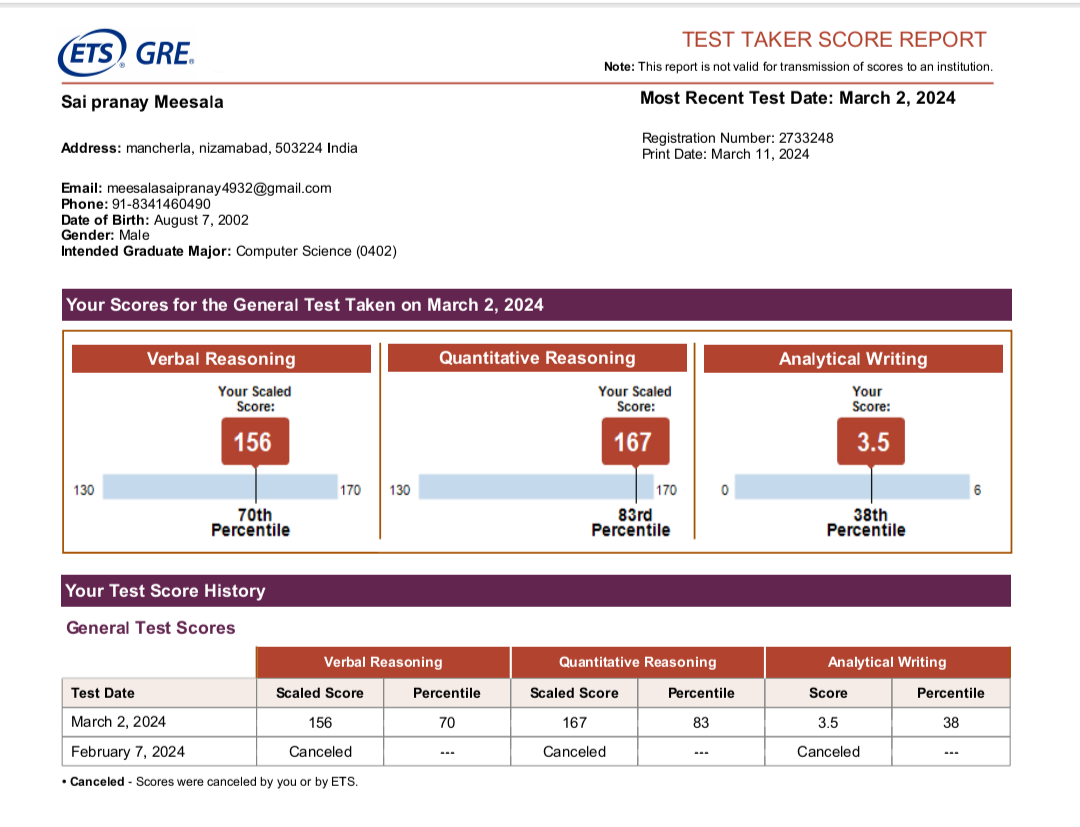 ETS® GRE®
TEST TAKER SCORE REPORT
Note: This report is not valid for transmission of scores to an institution.
Sai pranay Meesala
Most Recent Test Date: March 2, 2024
Address: mancherla, nizamabad, 503224 India
Registration Number: 2733248
Print Date: March 11, 2024
Email: meesalasaipranay4932@gmail.com
Phone: 91-8341460490
Date of Birth: August 7, 2002
Gender: Male
Intended Graduate Major: Computer Science (0402)
Your Scores for the General Test Taken on March 2, 2024
Verbal Reasoning
Your Scaled
Score:
156
130 170
70th
Percentile
Quantitative Reasoning
Your Scaled
Score:
167
130 170
83rd
Percentile
Analytical Writing
Your
Score:
3.5
0 6
38th
Percentile
Your Test Score History
General Test Scores
Verbal Reasoning Quantitative Reasoning Analytical Writing
Test Date Scaled Score Percentile Scaled Score Percentile Score Percentile
March 2, 2024 156 70 167 83 3.5 38
February 7, 2024 Canceled --- Canceled --- Canceled ---
• Canceled - Scores were canceled by you or by ETS.